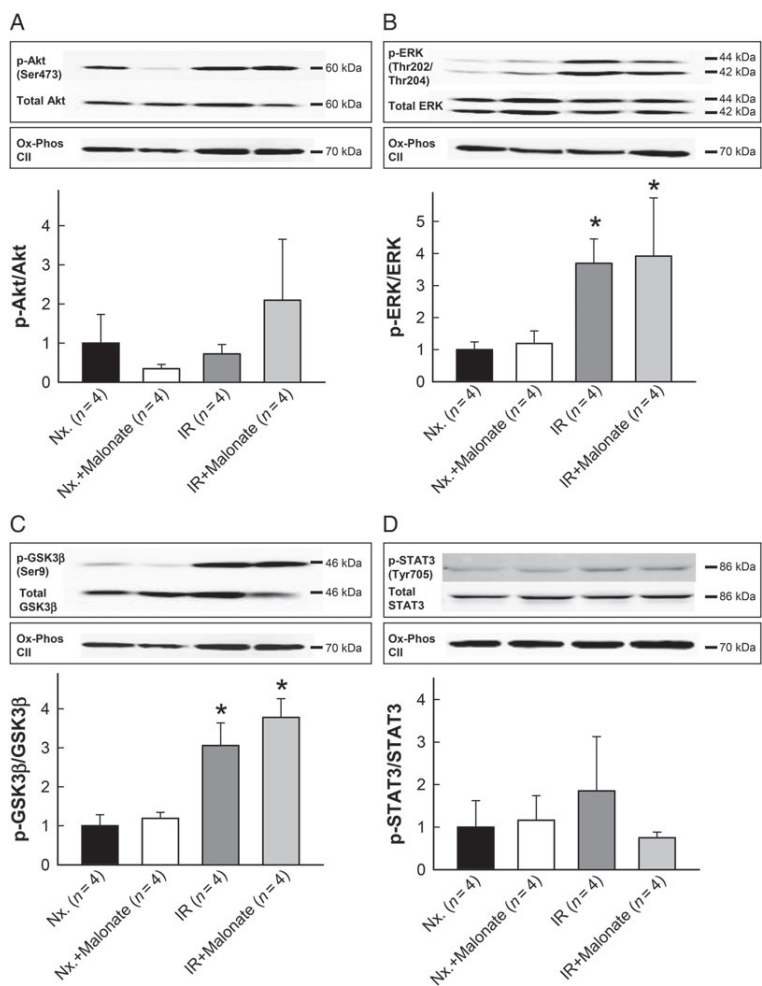 A
p-Akt
(Ser473)
60 kDa
Total Akt
60 kDa
Ox-Phos
CII
70 kDa
p-Akt/Akt
4
3
2
1
0
Nx. (n = 4)
Nx.+Malonate (n = 4)
IR (n = 4)
IR+Malonate (n = 4)
B
p-ERK
(Thr202/
Thr204)
44 kDa
42 kDa
Total ERK
44 kDa
42 kDa
Ox-Phos
CII
70 kDa
p-ERK/ERK
5
4
3
2
1
0
*
*
Nx. (n = 4)
Nx.+Malonate (n = 4)
IR (n = 4)
IR+Malonate (n = 4)
C
p-GSK3β
(Ser9)
46 kDa
Total
GSK3β
46 kDa
Ox-Phos
CII
70 kDa
p-GSK3β/GSK3β
4
3
2
1
0
*
*
Nx. (n = 4)
Nx.+Malonate (n = 4)
IR (n = 4)
IR+Malonate (n = 4)
D
p-STAT3
(Tyr705)
86 kDa
Total
STAT3
86 kDa
Ox-Phos
CII
70 kDa
p-STAT3/STAT3
4
3
2
1
0
Nx. (n = 4)
Nx.+Malonate (n = 4)
IR (n = 4)
IR+Malonate (n = 4)